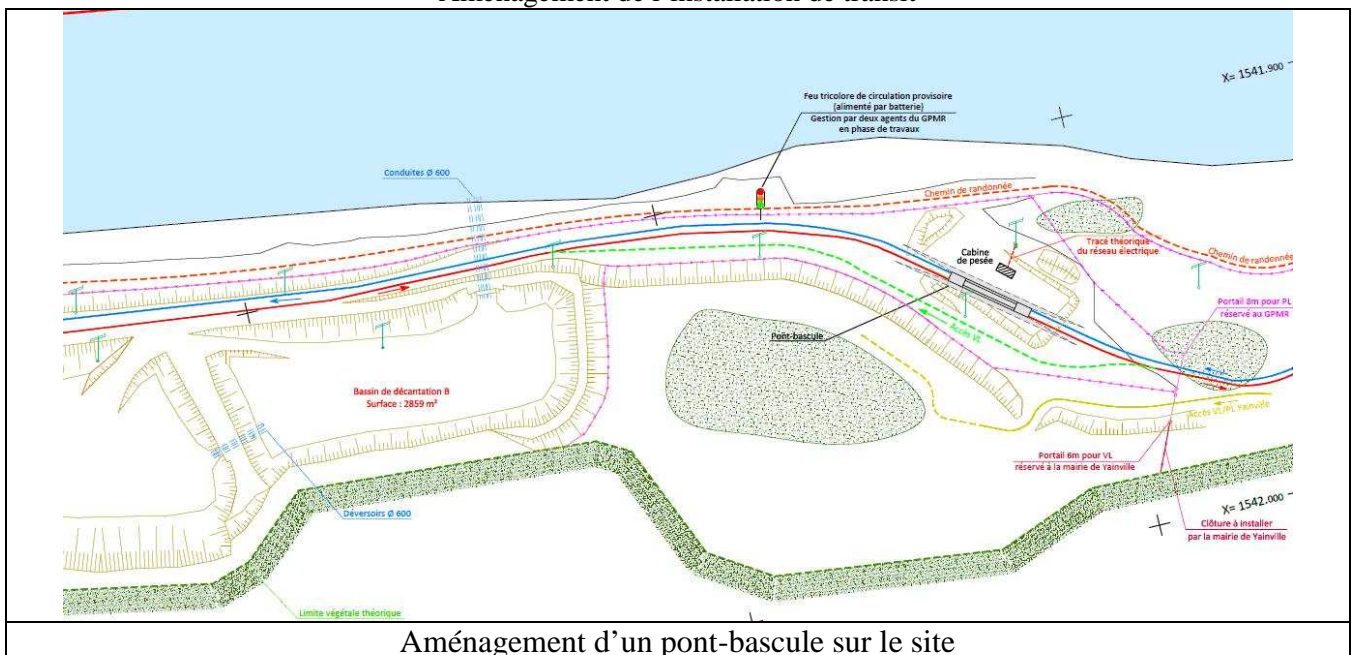 Aménagement de l'installation de transit
X= 1541.900
Feu tricolore de circulation provisoire
(alimenté par batterie)
Gestion par deux agents du GPMR
en phase de travaux
Conduites Ø 600
Chemin de randonnée
Cabine
de pesée
Tracé théorique
du réseau électrique
Chemin de randonnée
Portail 8m pour PL
réservé au GPMR
Pont-bascule
Accès VL
Bassin de décantation B
Surface : 2859 m³
Accès VL/PL Yainville
Portail 6m pour VL
réservé à la mairie de Yainville
Déversoirs Ø 600
X= 1542.000
Clôture à installer
par la mairie de Yainville
Limite végétale théorique
Aménagement d'un pont-bascule sur le site